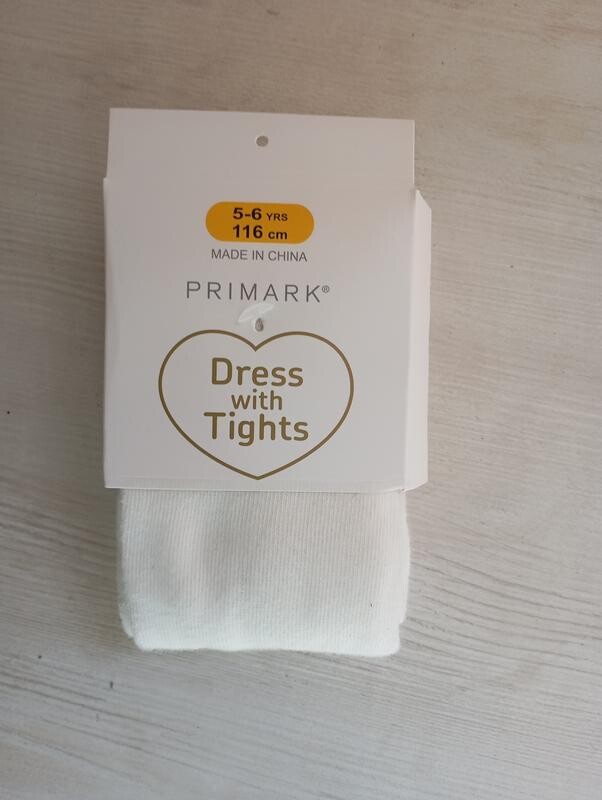 5-6 YRS
116 cm
MADE IN CHINA
PRIMARK®
Dress
with
Tights